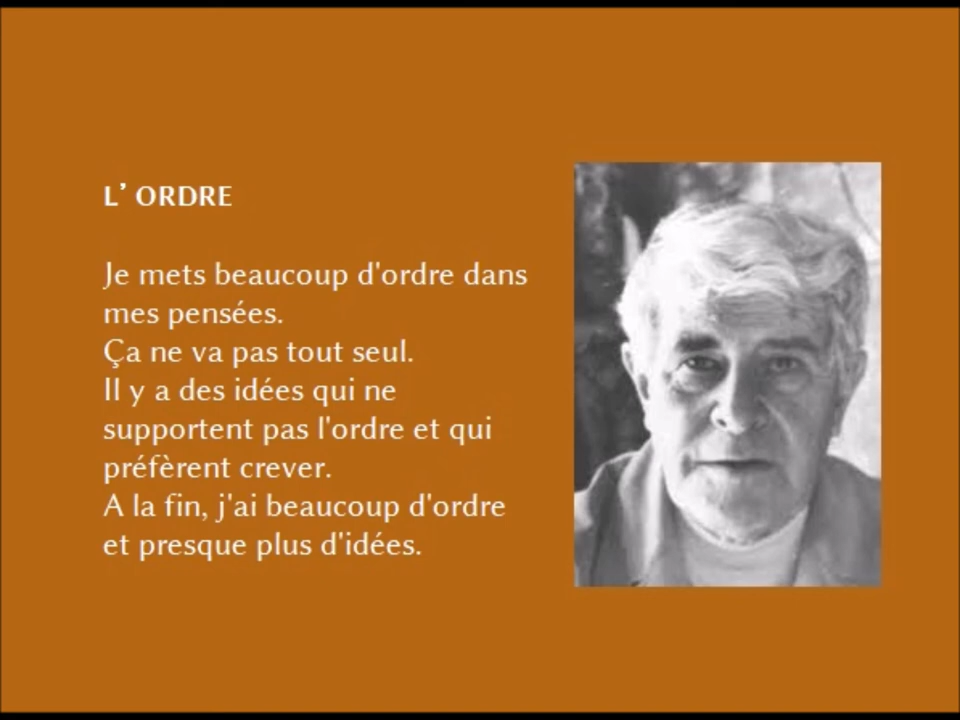 L’ ORDRE
Je mets beaucoup d'ordre dans
mes pensées.
Ça ne va pas tout seul.
Il y a des idées qui ne
supportent pas l'ordre et qui
préfèrent crever.
A la fin, j'ai beaucoup d'ordre
et presque plus d'idées.